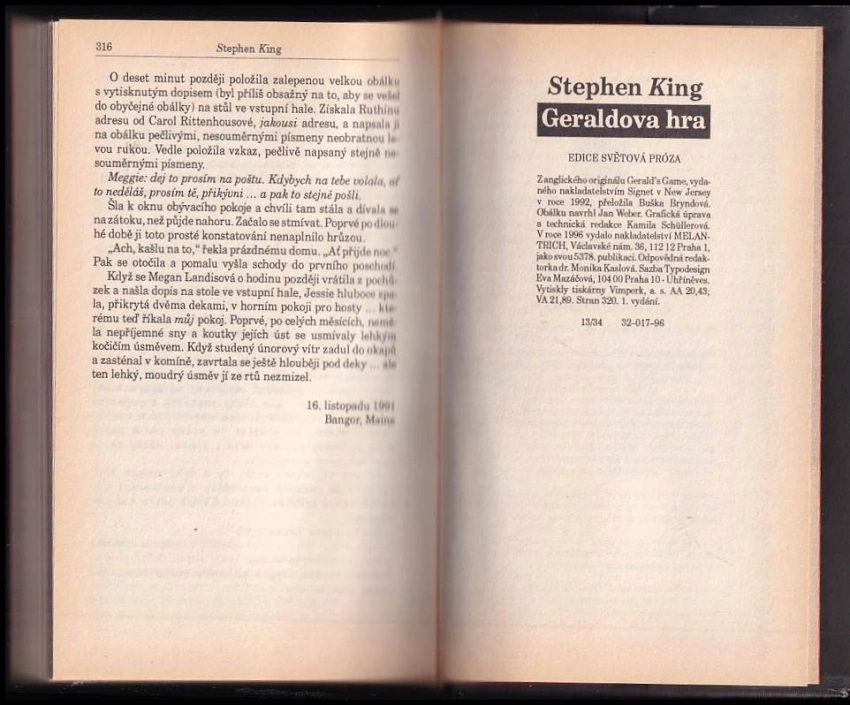 316
Stephen King
O deset minut později položila zalepenou velkou obálku
s vytisknutým dopisem (byl příliš obsažný na to, aby se vešel
do obyčejné obálky) na stůl ve vstupní hale. Získala Ruthinu
adresu od Carol Rittenhousové, jakousi adresu, a napsala ji
na obálku pečlivými, nesouměrnými písmeny neobratnou le-
vou rukou. Vedle položila vzkaz, pečlivě napsaný stejně ne-
souměrnými písmeny.
Meggie: dej to prosím na poštu. Kdybych na tebe volala, ať
to neděláš, prosím tě, přikývni ... a pak to stejně pošli.
Šla k oknu obývacího pokoje a chvíli tam stála a dívala se
na zátoku, než půjde nahoru. Začalo se stmívat. Poprvé po dlou-
hé době ji toto prosté konstatování nenaplnilo hrůzou.
„Ach, kašlu na to,“ řekla prázdnému domu. „Ať přijde noc.“
Pak se otočila a pomalu vyšla schody do prvního poschodí.
Když se Megan Landisová o hodinu později vrátila z pochů-
zek a našla dopis na stole ve vstupní hale, Jessie hluboce spa-
la, přikrytá dvěma dekami, v horním pokoji pro hosty ... kte-
rému teď říkala můj pokoj. Poprvé, po celých měsících, nemě-
la nepříjemné sny a koutky jejích úst se usmívaly lehkým
kočičím úsměvem. Když studený únorový vítr zadul do okapů
a zasténal v komíně, zavrtala se ještě hlouběji pod deky ... ale
ten lehký, moudrý úsměv jí ze rtů nezmizel.
16. listopadu 1991
Bangor, Maine
Stephen King
Geraldova hra
EDICE SVĚTOVÁ PRÓZA
Z anglického originálu Gerald's Game, vyda-
ného nakladatelstvím Signet v New Jersey
v roce 1992, přeložila Buška Bryndová.
Obálku navrhl Jan Weber. Grafická úprava
a technická redakce Kamila Schüllerová.
V roce 1996 vydalo nakladatelství MELAN-
TRICH, Václavské nám. 36, 112 12 Praha 1,
jako svou 5378. publikaci. Odpovědná redak-
torka dr. Monika Kaslová. Sazba Typodesign
Eva Mazáčová, 104 00 Praha 10 - Uhříněves.
Vytiskly tiskárny Vimperk, a. s. AA 20,43;
VA 21,89. Stran 320. 1. vydání.
13/34 32-017-96